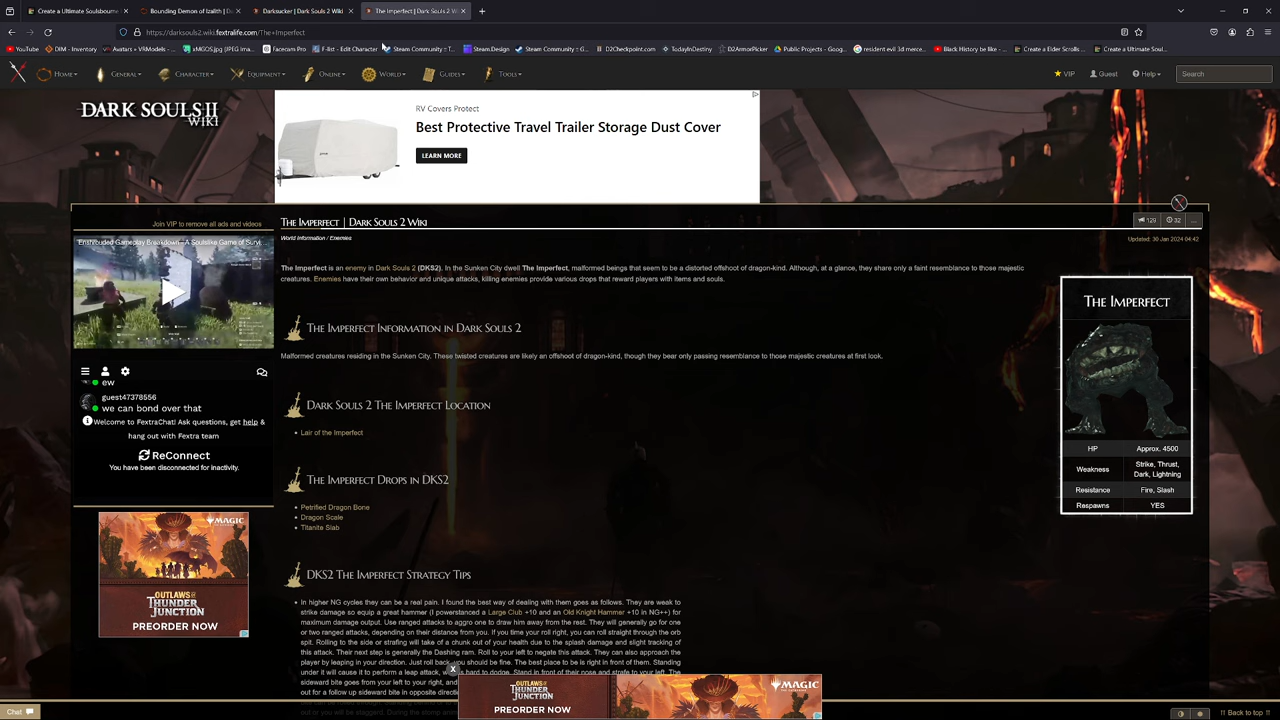 Create a Ultimate Soulsbourne
Bounding Demon of Izalith | Da
Darksucker | Dark Souls 2 Wiki
The Imperfect | Dark Souls 2 W
https://darksouls2.wiki.fextralife.com/The+Imperfect
YouTube
DIM - Inventory
Avatars « VRModels - ...
xMGOS.jpg (JPEG Ima...
Facecam Pro
F-list - Edit Character
Steam Community :: T...
Steam.Design
Steam Community :: G...
D2Checkpoint.com
TodayInDestiny
D2ArmorPicker
Public Projects - Goog...
resident evil 3d merce...
Black History be like - ...
Create a Elder Scrolls ...
Create a Ultimate Soul...
Home
General
Character
Equipment
Online
World
Guides
Tools
VIP
Guest
Help
Search
DARK SOULS II
WIKI
RV Covers Protect
Best Protective Travel Trailer Storage Dust Cover
LEARN MORE
Join VIP to remove all ads and videos
The Imperfect | Dark Souls 2 Wiki
129
32
...
World Information / Enemies
Updated: 30 Jan 2024 04:42
"Enshrouded Gameplay Breakdown - A Soulslike Game of Survi...
The Imperfect is an enemy in Dark Souls 2 (DKS2). In the Sunken City dwell The Imperfect, malformed beings that seem to be a distorted offshoot of dragon-kind. Although, at a glance, they share only a faint resemblance to those majestic
creatures. Enemies have their own behavior and unique attacks, killing enemies provide various drops that reward players with items and souls.
The Imperfect Information in Dark Souls 2
Malformed creatures residing in the Sunken City. These twisted creatures are likely an offshoot of dragon-kind, though they bear only passing resemblance to those majestic creatures at first look.
Dark Souls 2 The Imperfect Location
Lair of the Imperfect
The Imperfect Drops in DKS2
Petrified Dragon Bone
Dragon Scale
Titanite Slab
DKS2 The Imperfect Strategy Tips
In higher NG cycles they can be a real pain. I found the best way of dealing with them goes as follows. They are weak to
strike damage so equip a great hammer (I powerstanced a Large Club +10 and an Old Knight Hammer +10 in NG++) for
maximum damage output. Use ranged attacks to aggro one to draw him away from the rest. They will generally go for one
or two ranged attacks, depending on their distance from you. If you time your roll right, you can roll straight through the orb
spit. Rolling to the side or strafing will take of a chunk out of your health due to the splash damage and slight tracking of
this attack. Their next step is generally the Dashing ram. Roll to your left to negate this attack. They can also approach the
player by leaping in your direction. Just roll back, you should be fine. The best place to be is right in front of them. Standing
under it will cause it to perform a leap attack, hard to dodge. Stand in front of their nose and strafe to your left. The
sideward bite goes from your left to your right, and
out for a follow up sideward bite in opposite directi
The Imperfect
HP
Approx. 4500
Weakness
Strike, Thrust,
Dark, Lightning
Resistance
Fire, Slash
Respawns
YES
ew
guest47378556
we can bond over that
Welcome to FextraChat! Ask questions, get help &
hang out with Fextra team
ReConnect
You have been disconnected for inactivity.
MAGIC
OUTLAWS OF
THUNDER
JUNCTION
PREORDER NOW
X
OUTLAWS OF
THUNDER
JUNCTION
PREORDER NOW
MAGIC
Chat
Back to top